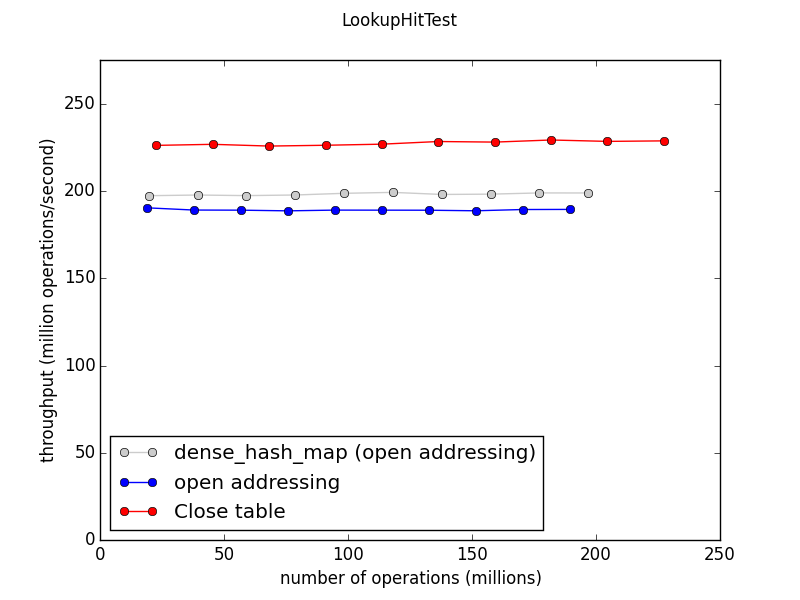 LookupHitTest
throughput (million operations/second)
250
200
150
100
50
0
dense_hash_map (open addressing)
open addressing
Close table
0 50 100 150 200 250
number of operations (millions)